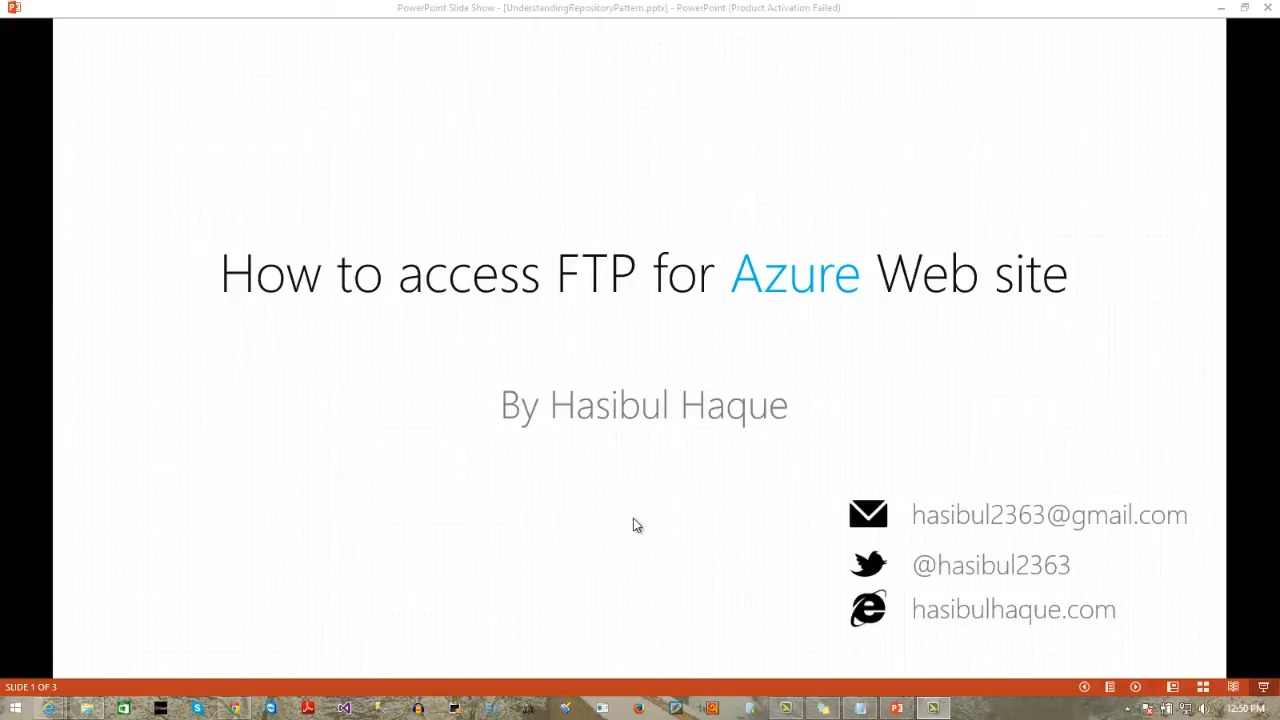 PowerPoint Slide Show - [UnderstandingRepositoryPattern.pptx] - PowerPoint (Product Activation Failed)
How to access FTP for Azure Web site
By Hasibul Haque
hasibul2363@gmail.com
@hasibul2363
hasibulhaque.com
SLIDE 1 OF 3
12:50 PM